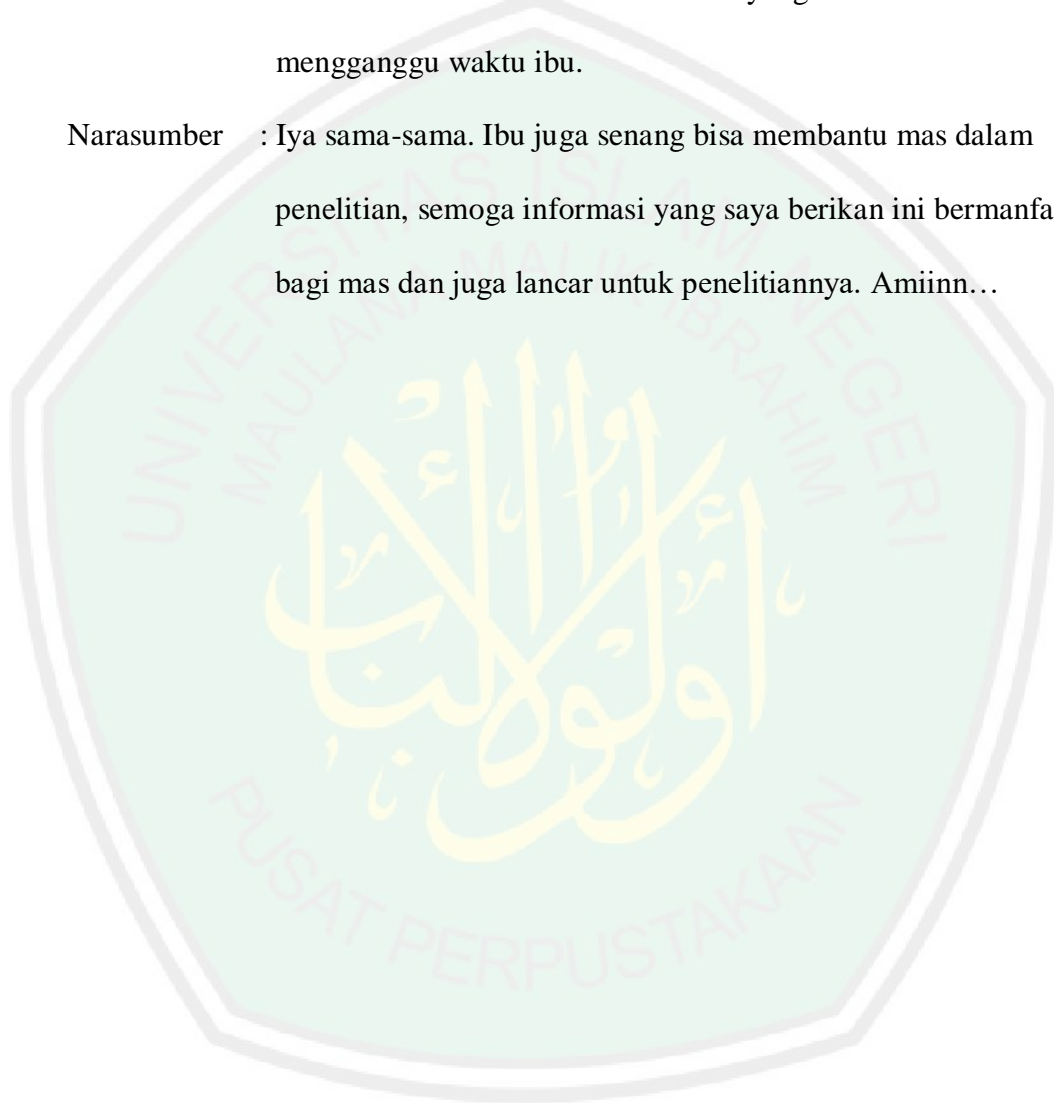 mengganggu waktu ibu.
Narasumber : Iya sama-sama. Ibu juga senang bisa membantu mas dalam
penelitian, semoga informasi yang saya berikan ini bermanfa
bagi mas dan juga lancar untuk penelitiannya. Amiinn…
UNIVERSITAS ISLAM NEGERI
MAULANA MALIK IBRAHIM
أولوا الألباب
PUSAT PERPUSTAKAAN